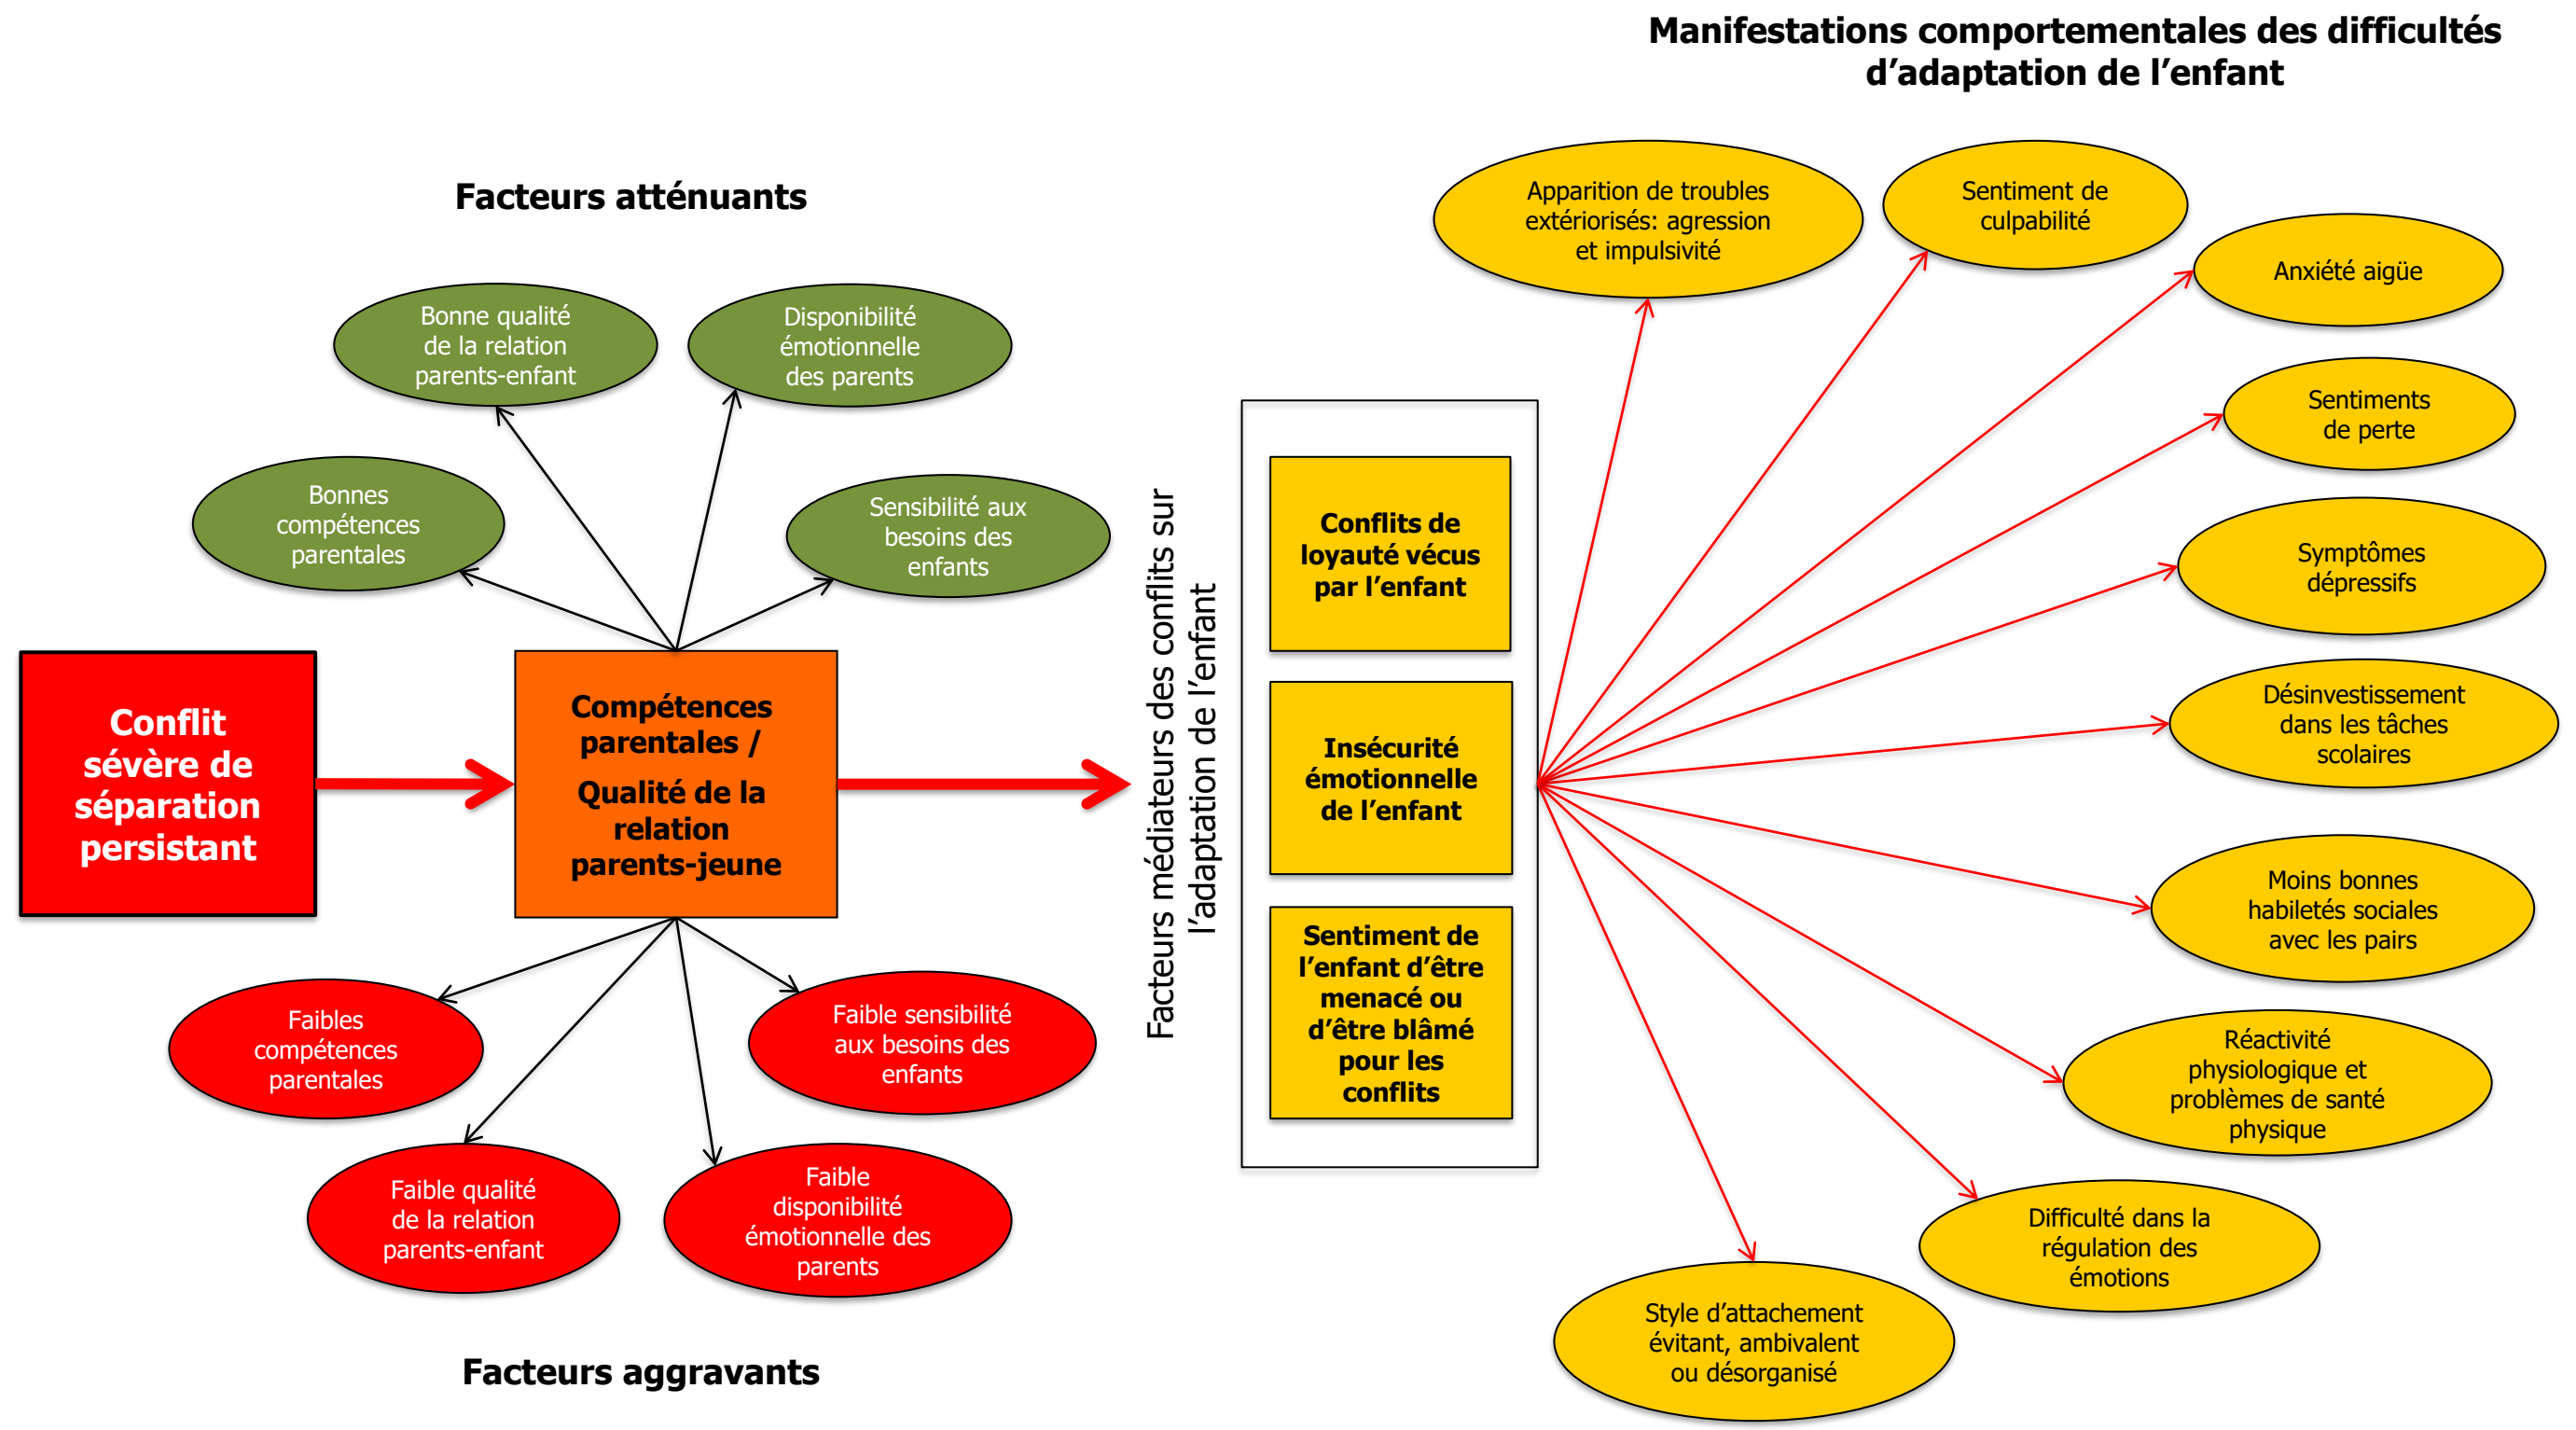 Manifestations comportementales des difficultés
d’adaptation de l’enfant
Facteurs atténuants
Bonne qualité
de la relation
parents-enfant
Disponibilité
émotionnelle
des parents
Bonnes
compétences
parentales
Sensibilité aux
besoins des
enfants
Conflit
sévère de
séparation
persistant
Compétences
parentales /
Qualité de la
relation
parents-jeune
Faibles
compétences
parentales
Faible sensibilité
aux besoins des
enfants
Faible qualité
de la relation
parents-enfant
Faible
disponibilité
émotionnelle des
parents
Facteurs aggravants
Facteurs médiateurs des conflits sur
l’adaptation de l’enfant
Conflits de
loyauté vécus
par l’enfant
Insécurité
émotionnelle
de l’enfant
Sentiment de
l’enfant d’être
menacé ou
d’être blâmé
pour les
conflits
Apparition de troubles
extériorisés: agression
et impulsivité
Sentiment de
culpabilité
Anxiété aigüe
Sentiments
de perte
Symptômes
dépressifs
Désinvestissement
dans les tâches
scolaires
Moins bonnes
habiletés sociales
avec les pairs
Réactivité
physiologique et
problèmes de santé
physique
Difficulté dans la
régulation des
émotions
Style d’attachement
évitant, ambivalent
ou désorganisé